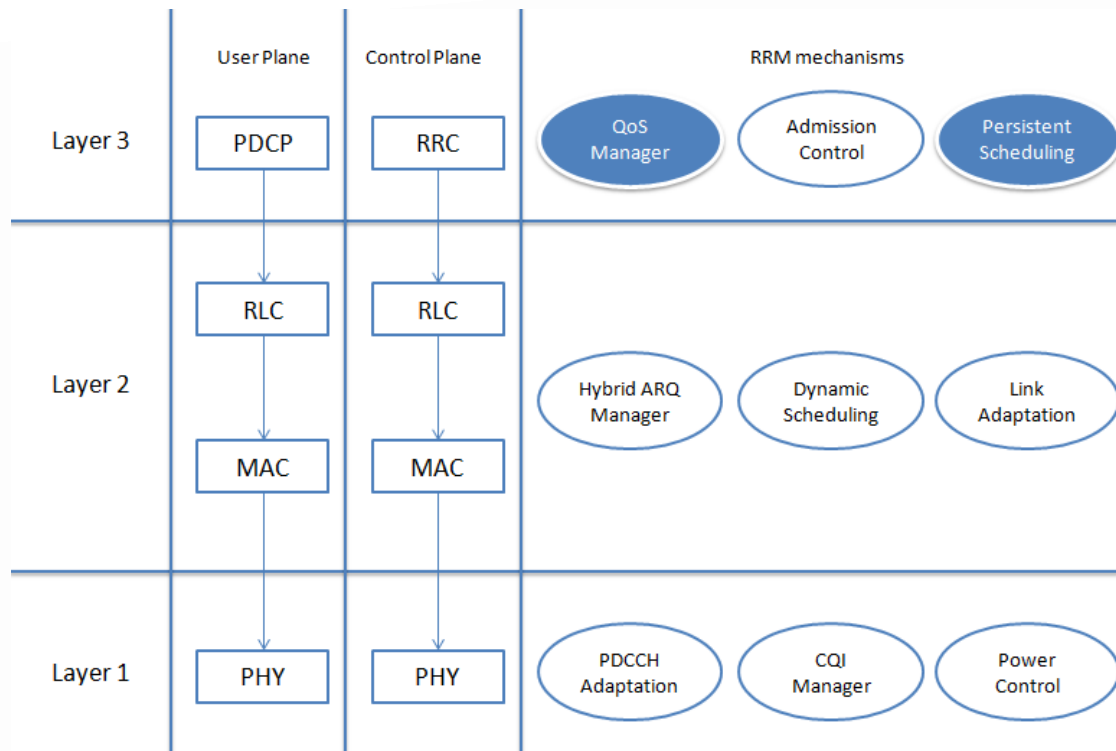 User Plane
Control Plane
RRM mechanisms
Layer 3
PDCP
RRC
QoS
Manager
Admission
Control
Persistent
Scheduling
Layer 2
RLC
RLC
MAC
MAC
Hybrid ARQ
Manager
Dynamic
Scheduling
Link
Adaptation
Layer 1
PHY
PHY
PDCCH
Adaptation
CQI
Manager
Power
Control